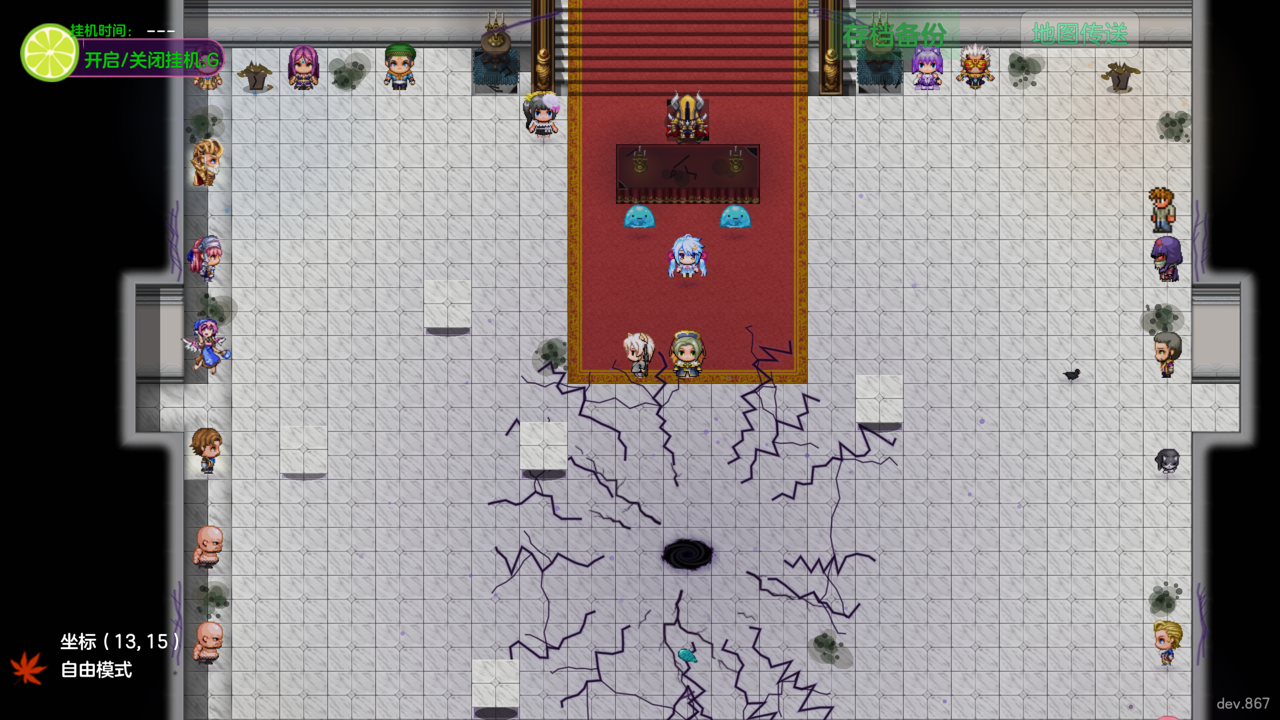 挂机时间： ---
开启/关闭挂机:G
存档备份
地图传送
坐标（13,15）
自由模式
dev.867